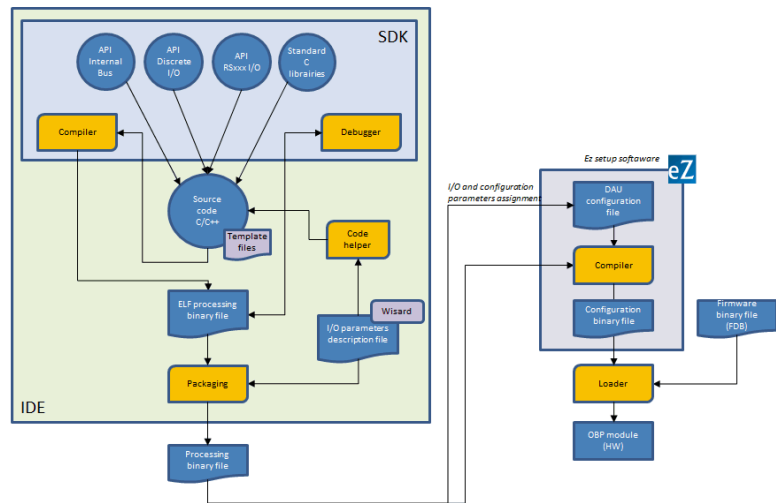 SDK
API
Internal
Bus
API
Discrete
I/O
API
RSxxx I/O
Standard
C
librairies
Compiler
Debugger
Source
code
C/C++
Template
files
Code
helper
ELF processing
binary file
Wisard
I/O parameters
description file
Packaging
IDE
Processing
binary file
I/O and configuration
parameters assignment
Ez setup softaware
eZ
DAU
configuration
file
Compiler
Configuration
binary file
Firmware
binary file
(FDB)
Loader
OBP module
(HW)